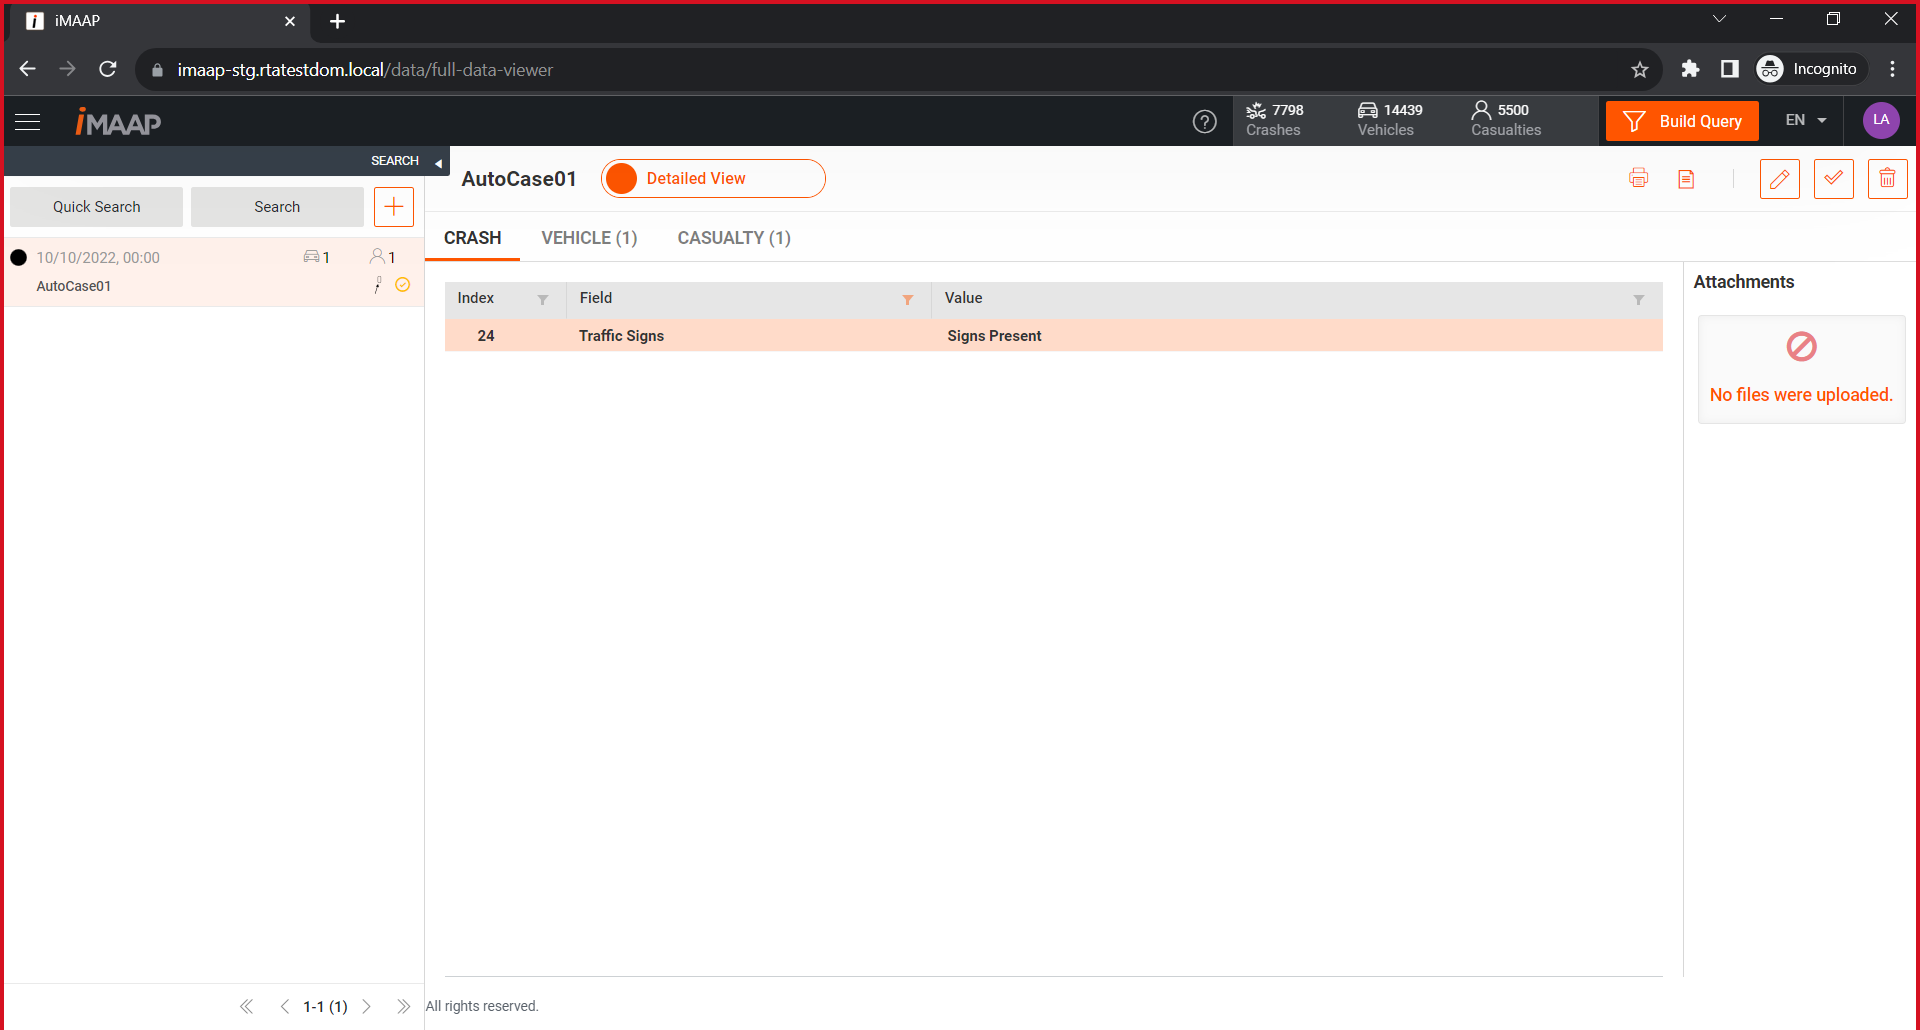 iMAAP
imaap-stg.rtatestdom.local/data/full-data-viewer
Incognito
iMAAP
7798
Crashes
14439
Vehicles
5500
Casualties
Build Query
EN
LA
SEARCH
Quick Search
Search
10/10/2022, 00:00
1
1
AutoCase01
AutoCase01
Detailed View
CRASH
VEHICLE (1)
CASUALTY (1)
Index
Field
Value
24
Traffic Signs
Signs Present
Attachments
No files were uploaded.
1-1 (1)
All rights reserved.